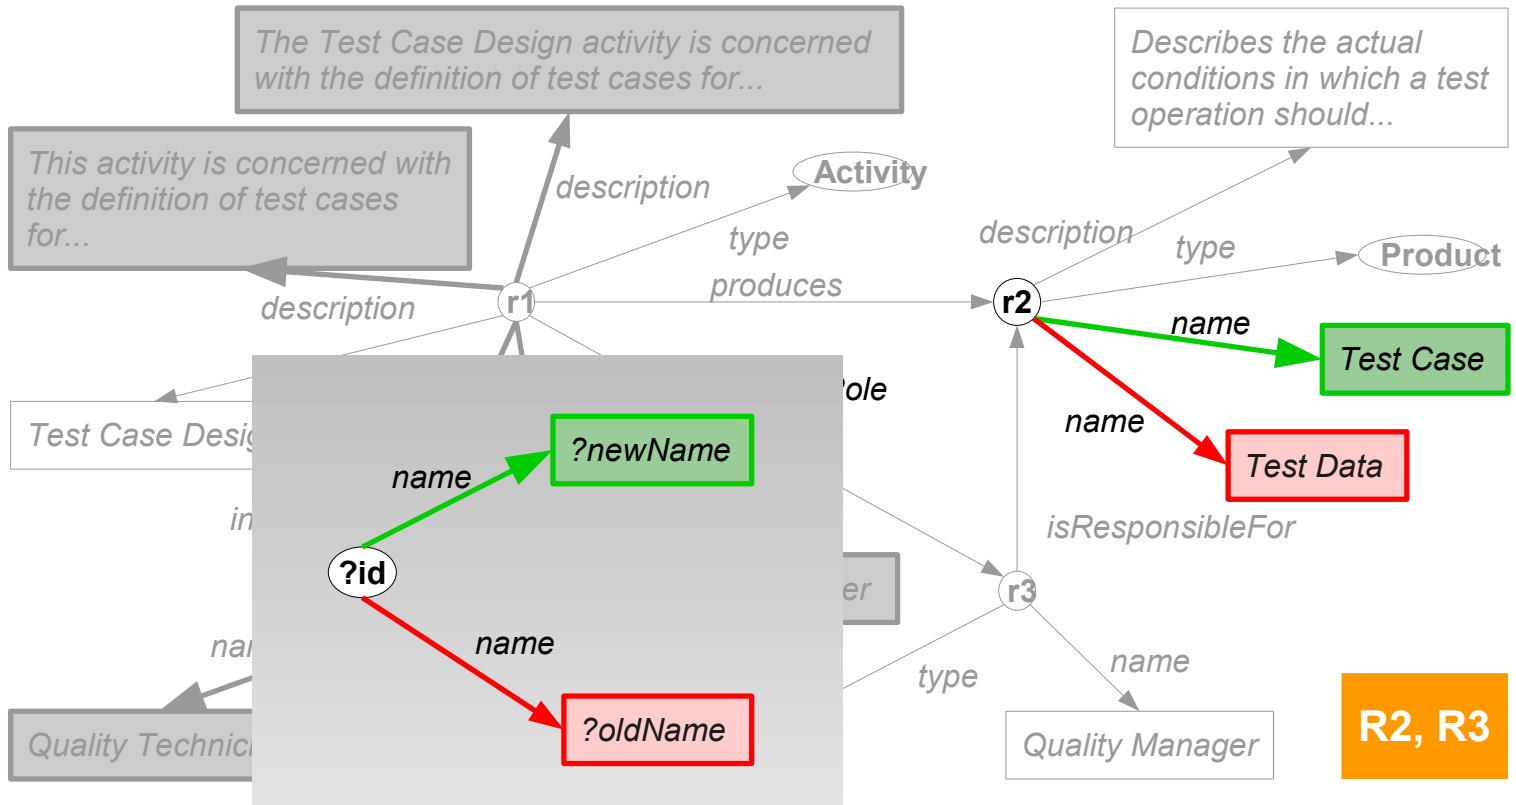 The Test Case Design activity is concerned
with the definition of test cases for...
Describes the actual
conditions in which a test
operation should...
This activity is concerned with
the definition of test cases
for...
description
Activity
type
description
type
Product
description
r1
produces
r2
name
Test Case
name
Test Data
Test Case
?newName
name
isResponsibleFor
?id
r3
name
type
name
?oldName
Quality
Quality Manager
R2, R3